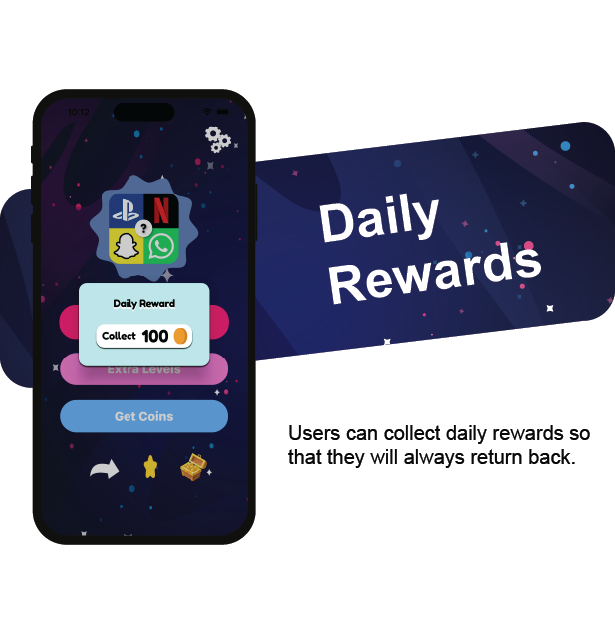 10:12
Daily
Rewards
N
?
Daily Reward
Collect 100
Extra Levels
Get Coins
Users can collect daily rewards so
that they will always return back.